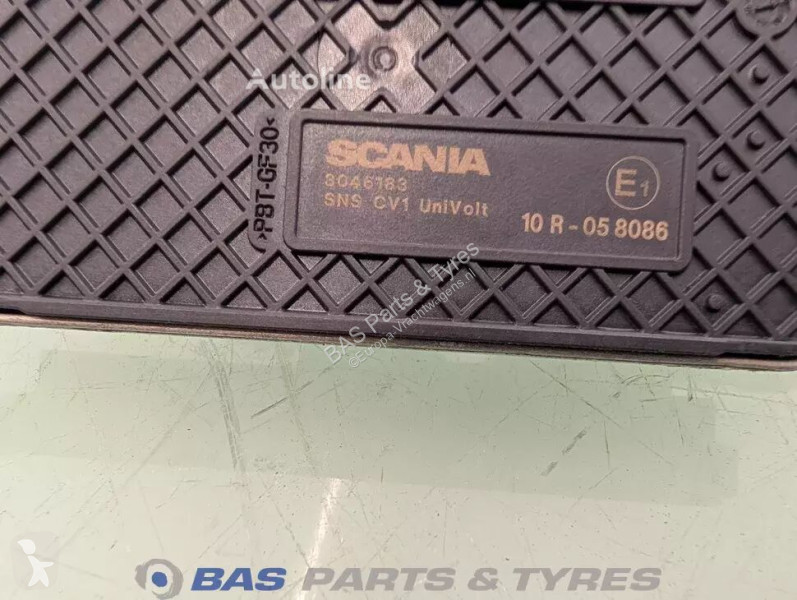 Autoline
>PBT-GF30<
SCANIA
3046183
SNS CV1 UniVolt
E1
10 R - 05 8086
BAS Parts & Tyres
©Europa Vrachtwagens.nl
BAS PARTS & TYRES